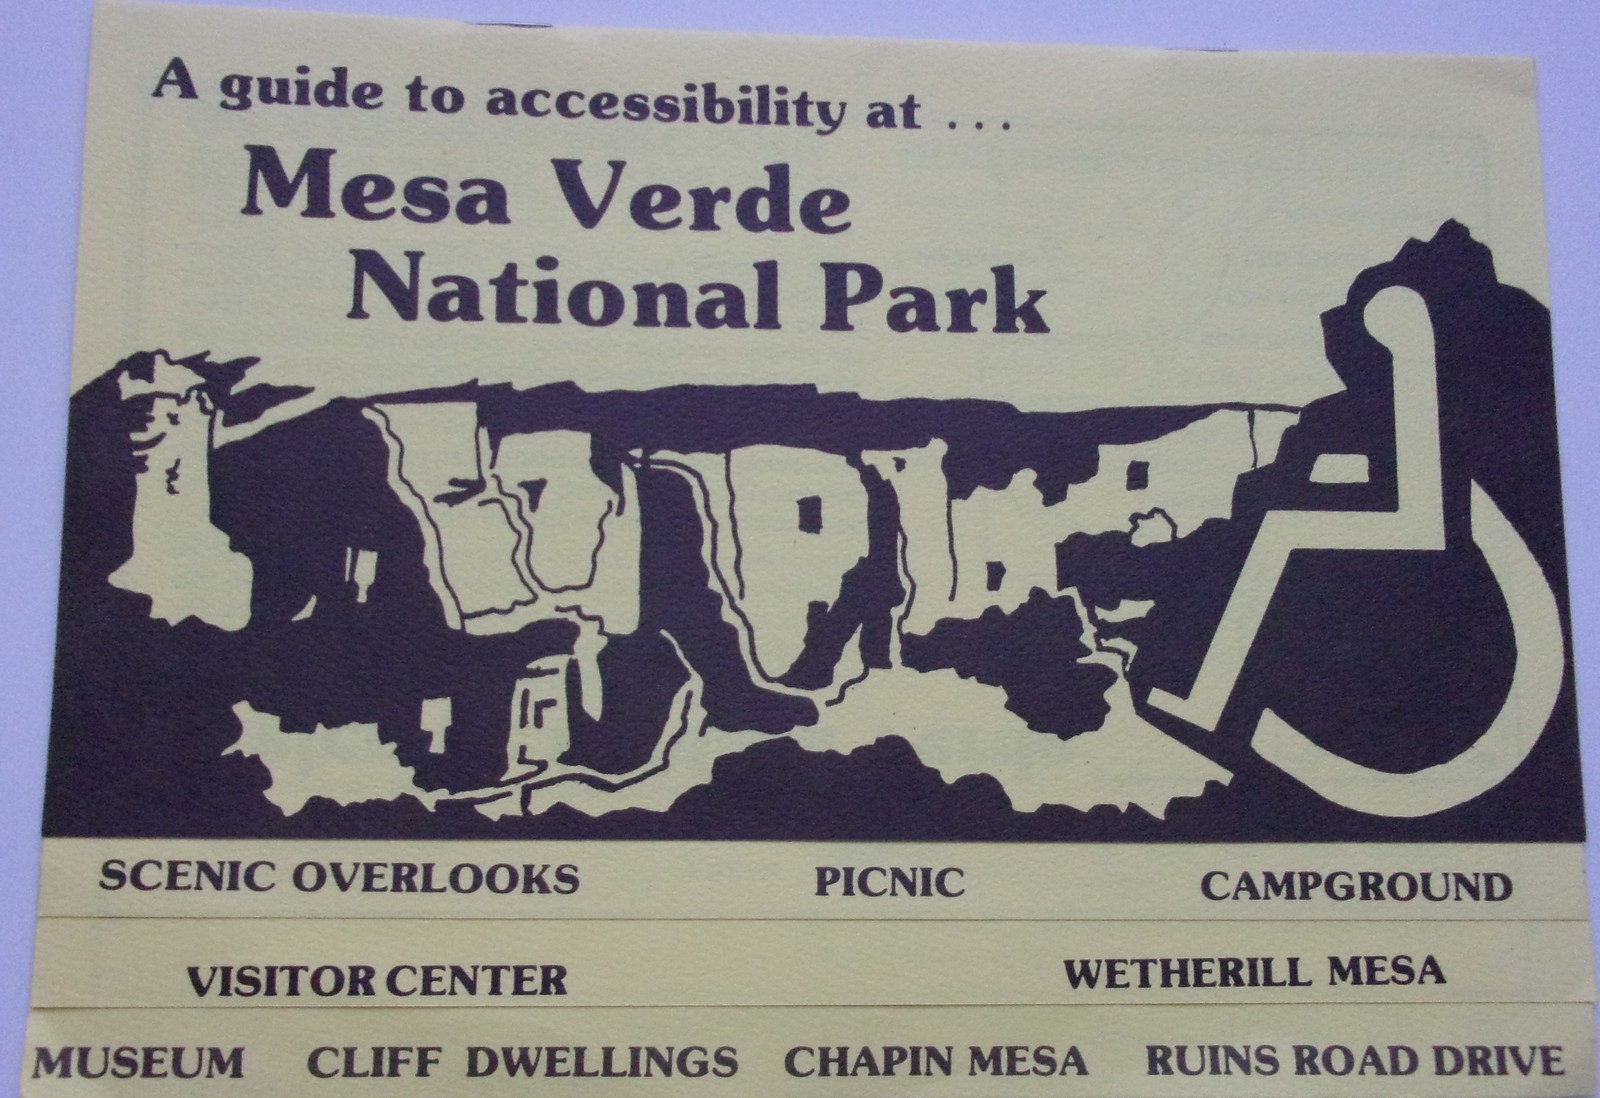 A guide to accessibility at ...
Mesa Verde
National Park
SCENIC OVERLOOKS PICNIC CAMPGROUND
VISITOR CENTER WETHERILL MESA
MUSEUM CLIFF DWELLINGS CHAPIN MESA RUINS ROAD DRIVE